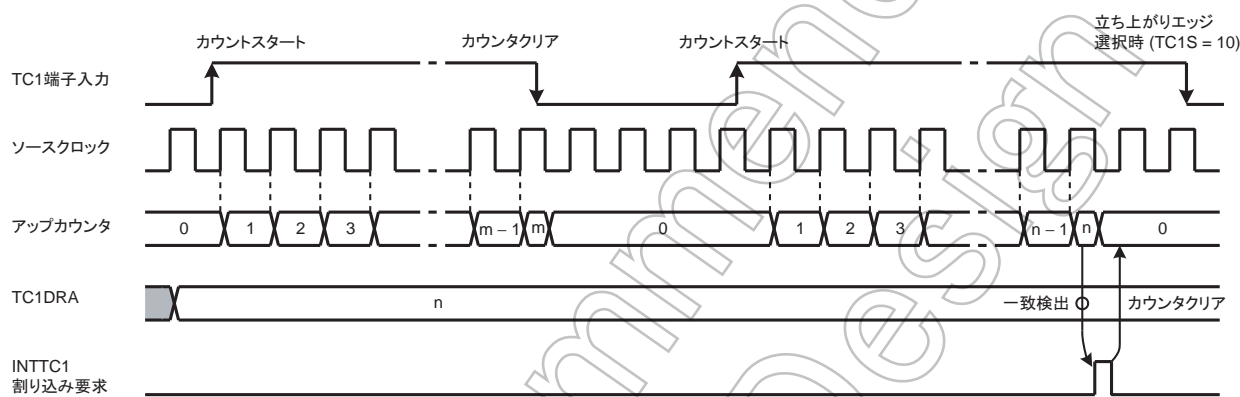 カウントスタート カウンタクリア カウントスタート 立ち上がりエッジ
選択時 (TC1S = 10)
TC1端子入力
ソースクロック
アップカウンタ 0 1 2 3 m − 1 m 0 1 2 3 n − 1 n 0
TC1DRA n 一致検出 カウンタクリア
INTTC1
割り込み要求